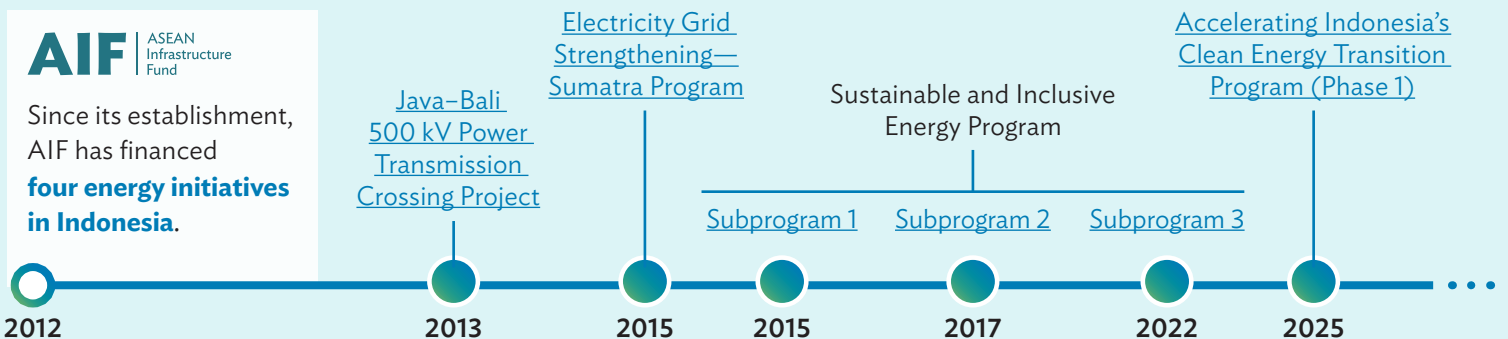 AIF
ASEAN
Infrastructure
Fund
Since its establishment,
AIF has financed
four energy initiatives
in Indonesia.
Java–Bali
500 kV Power
Transmission
Crossing Project
Electricity Grid
Strengthening—
Sumatra Program
Sustainable and Inclusive
Energy Program
Subprogram 1
Subprogram 2
Subprogram 3
Accelerating Indonesia’s
Clean Energy Transition
Program (Phase 1)
2012
2013
2015
2015
2017
2022
2025